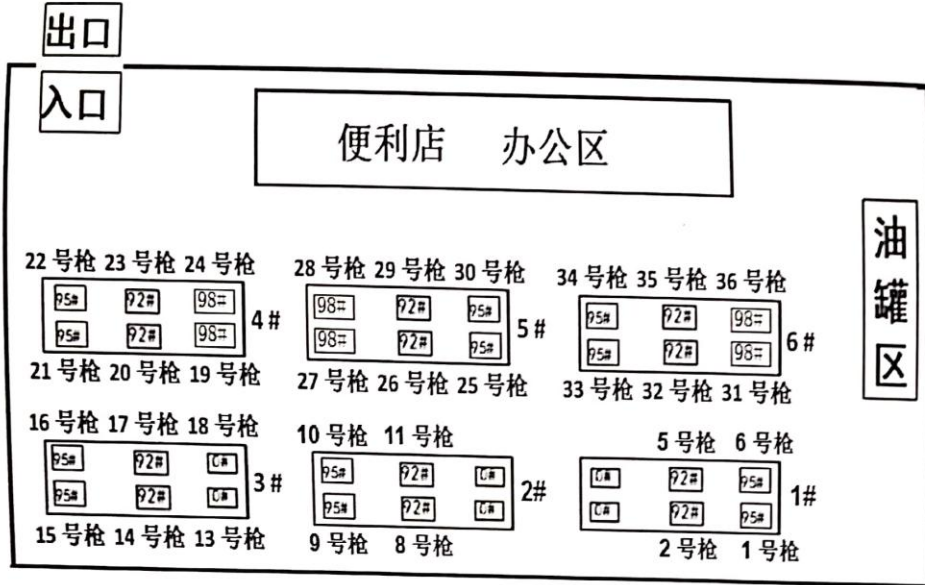 出口
入口
便利店 办公区
油罐区
22 号枪 23 号枪 24 号枪
95# 92# 98#
95# 92# 98#
4#
21 号枪 20 号枪 19 号枪
28 号枪 29 号枪 30 号枪
98# 92# 95#
98# 92# 95#
5#
27 号枪 26 号枪 25 号枪
34 号枪 35 号枪 36 号枪
95# 92# 98#
95# 92# 98#
6#
33 号枪 32 号枪 31 号枪
16 号枪 17 号枪 18 号枪
95# 92# 0#
95# 92# 0#
3#
15 号枪 14 号枪 13 号枪
10 号枪 11 号枪
95# 92# 0#
95# 92# 0#
2#
9 号枪 8 号枪
5 号枪 6 号枪
0# 92# 95#
0# 92# 95#
1#
2 号枪 1 号枪